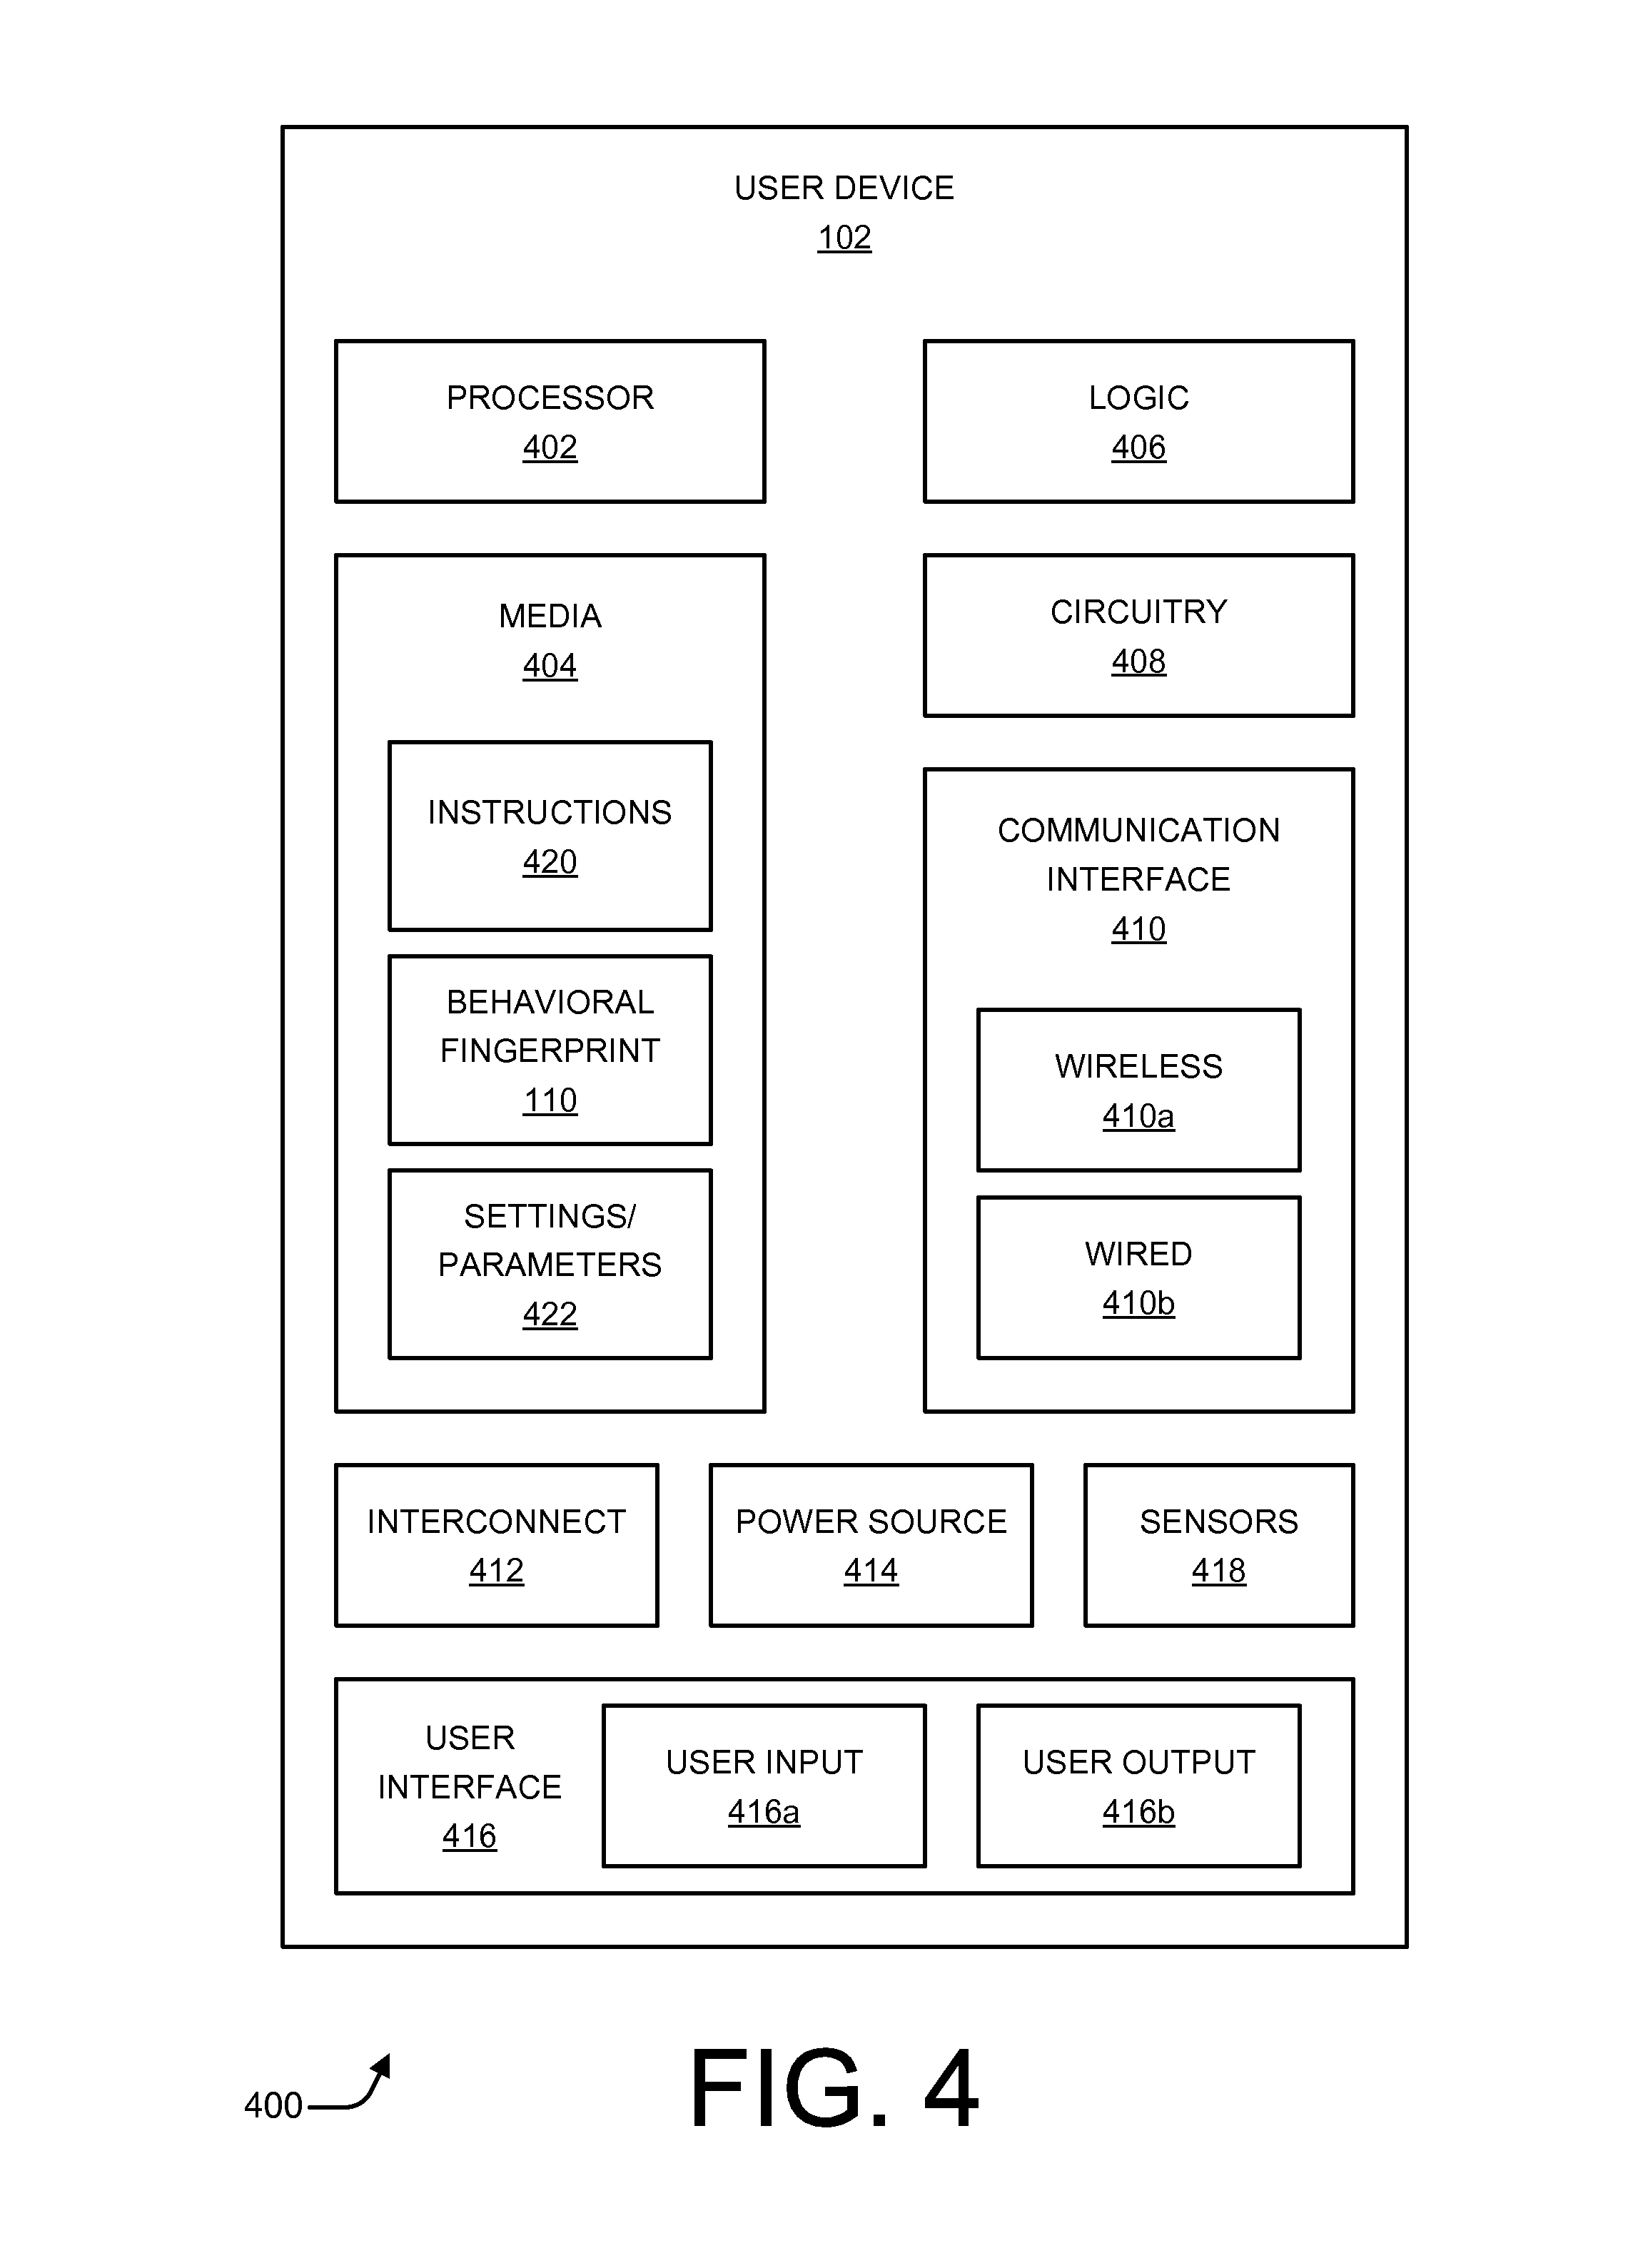 USER DEVICE
102
PROCESSOR
402
LOGIC
406
MEDIA
404
INSTRUCTIONS
420
BEHAVIORAL
FINGERPRINT
110
SETTINGS/
PARAMETERS
422
CIRCUITRY
408
COMMUNICATION
INTERFACE
410
WIRELESS
410a
WIRED
410b
INTERCONNECT
412
POWER SOURCE
414
SENSORS
418
USER
INTERFACE
416
USER INPUT
416a
USER OUTPUT
416b
400
FIG. 4